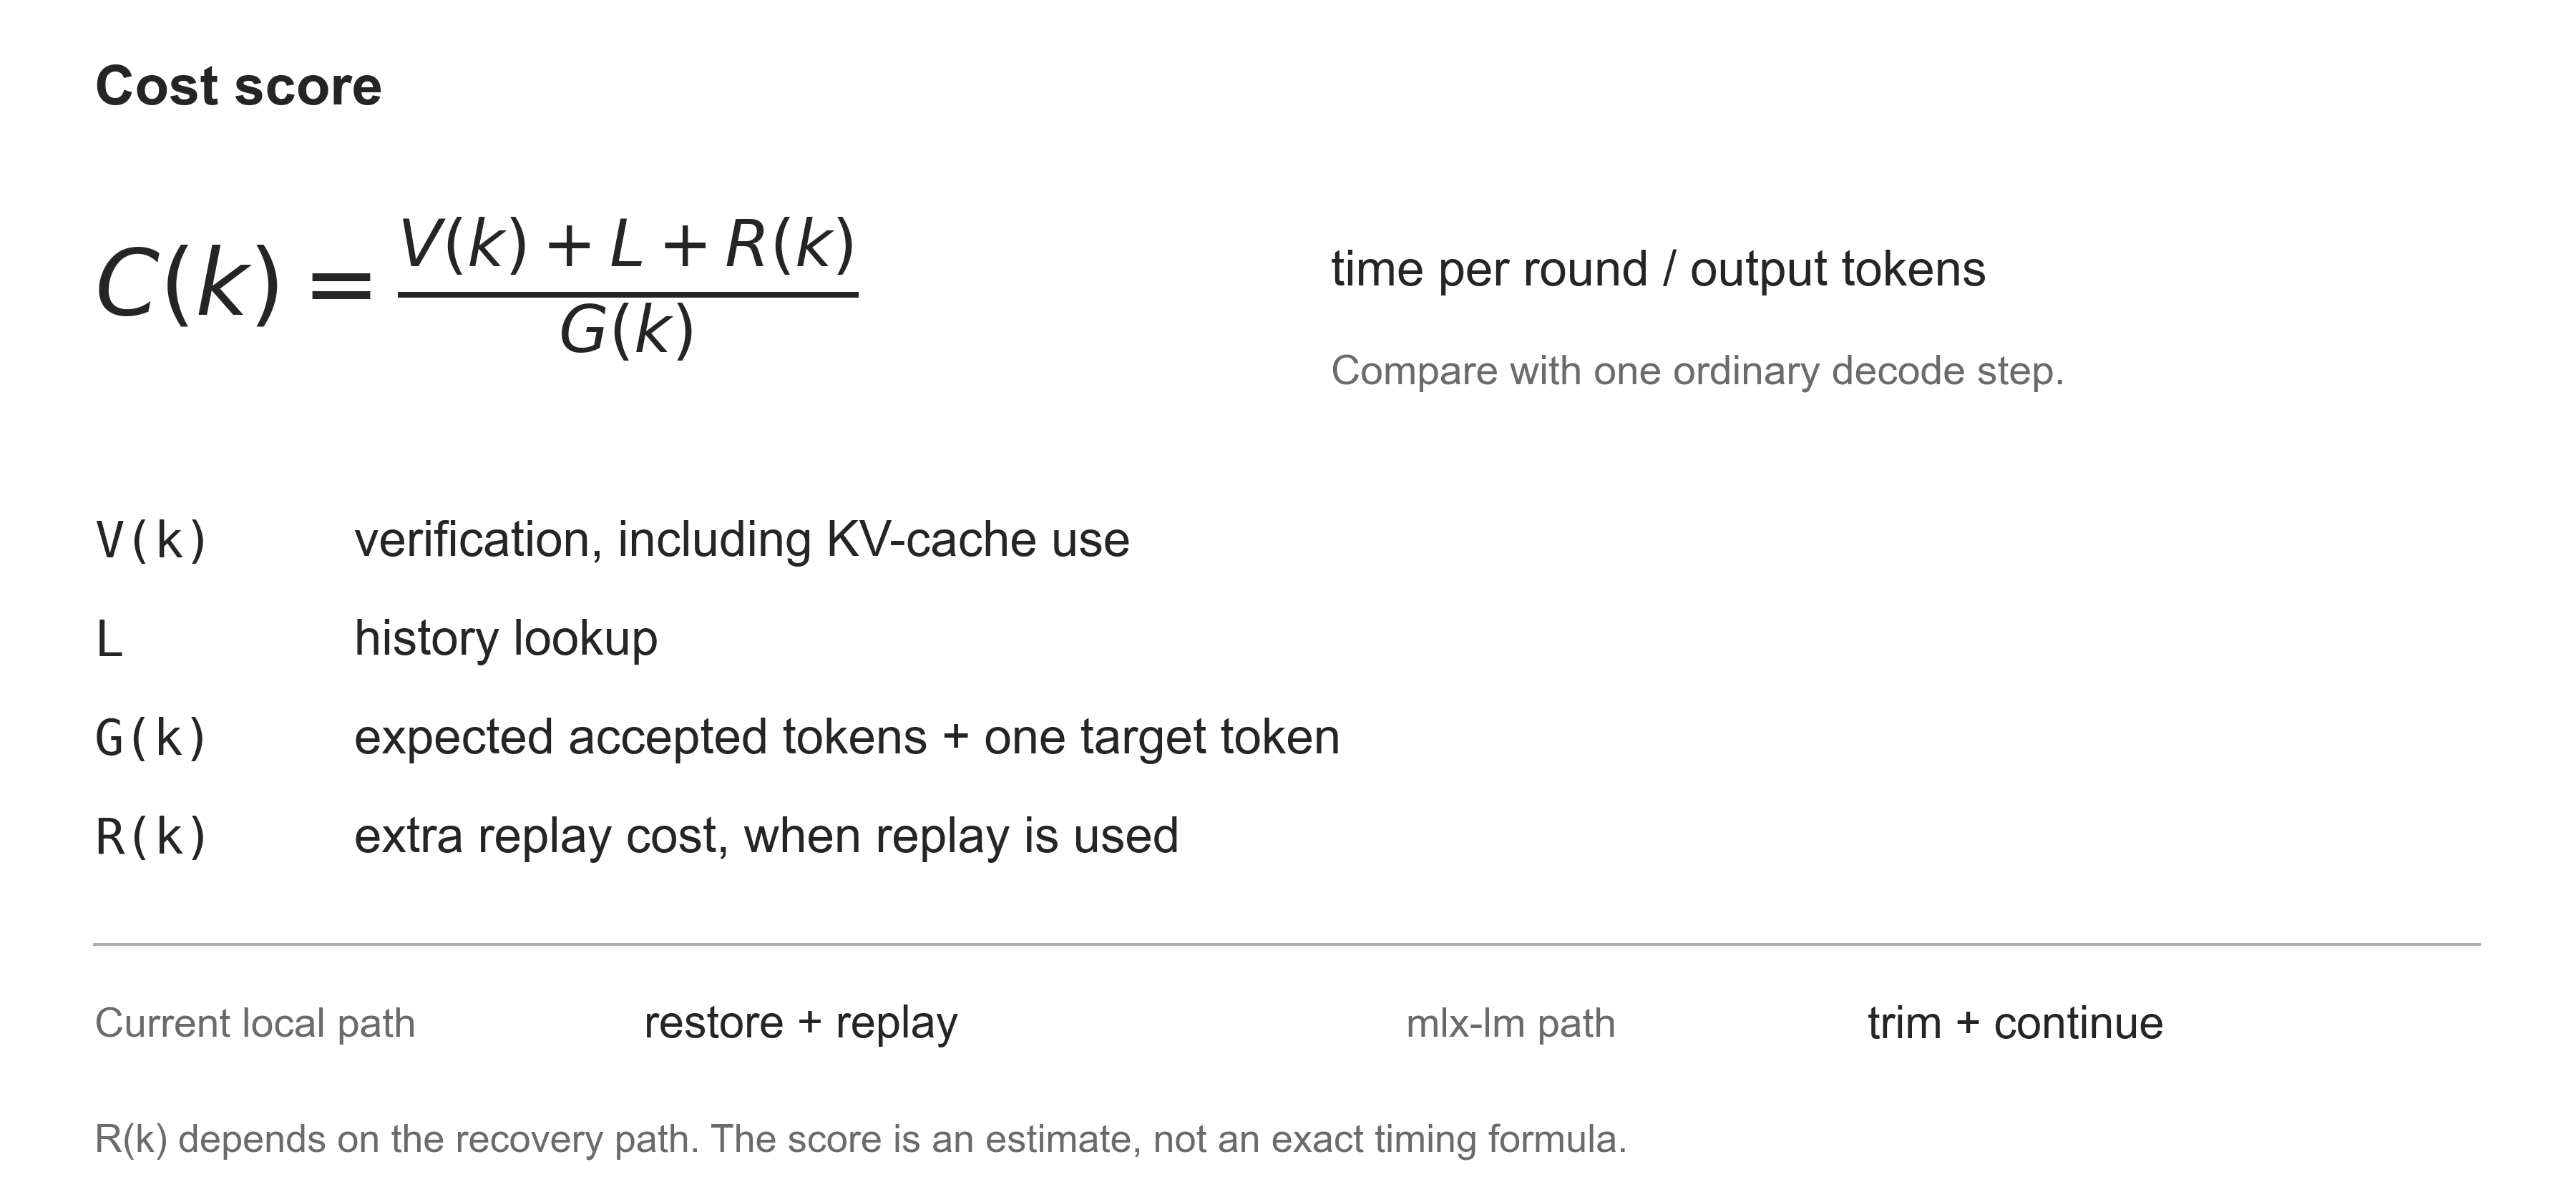 Cost score
C(k) = (V(k) + L + R(k)) / G(k)
time per round / output tokens
Compare with one ordinary decode step.
V(k) verification, including KV-cache use
L history lookup
G(k) expected accepted tokens + one target token
R(k) extra replay cost, when replay is used
Current local path restore + replay mlx-lm path trim + continue
R(k) depends on the recovery path. The score is an estimate, not an exact timing formula.